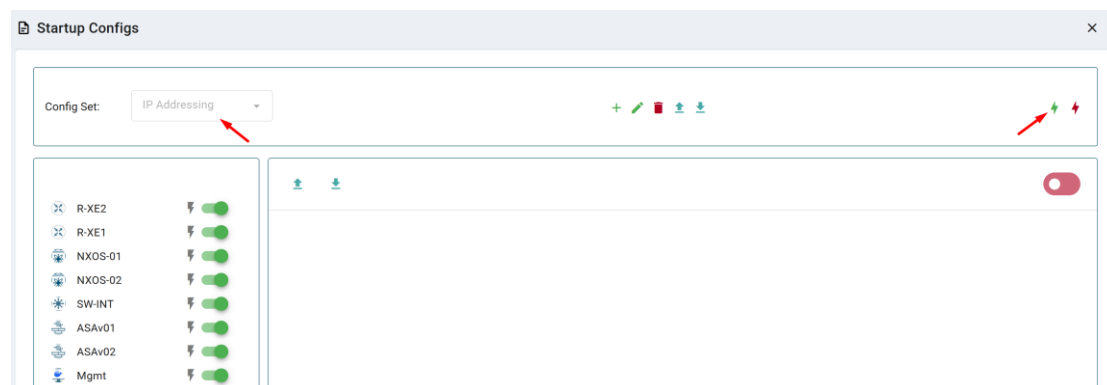 Startup Configs
Config Set:
IP Addressing
R-XE2
R-XE1
NXOS-01
NXOS-02
SW-INT
ASAv01
ASAv02
Mgmt